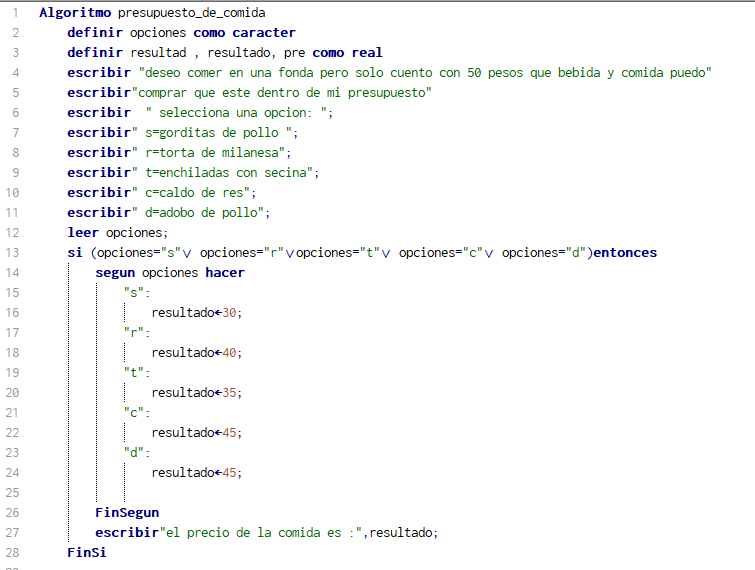 1 Algoritmo presupuesto_de_comida
2 definir opciones como caracter
3 definir resultad , resultado, pre como real
4 escribir "deseo comer en una fonda pero solo cuento con 50 pesos que bebida y comida puedo"
5 escribir"comprar que este dentro de mi presupuesto"
6 escribir " selecciona una opcion: ";
7 escribir" s=gorditas de pollo ";
8 escribir" r=torta de milanesa";
9 escribir" t=enchiladas con secina";
10 escribir" c=caldo de res";
11 escribir" d=adobo de pollo";
12 leer opciones;
13 si (opciones="s"∨ opciones="r"∨opciones="t"∨ opciones="c"∨ opciones="d")entonces
14 segun opciones hacer
15 "s":
16 resultado←30;
17 "r":
18 resultado←40;
19 "t":
20 resultado←35;
21 "c":
22 resultado←45;
23 "d":
24 resultado←45;
25
26 FinSegun
27 escribir"el precio de la comida es :",resultado;
28 FinSi